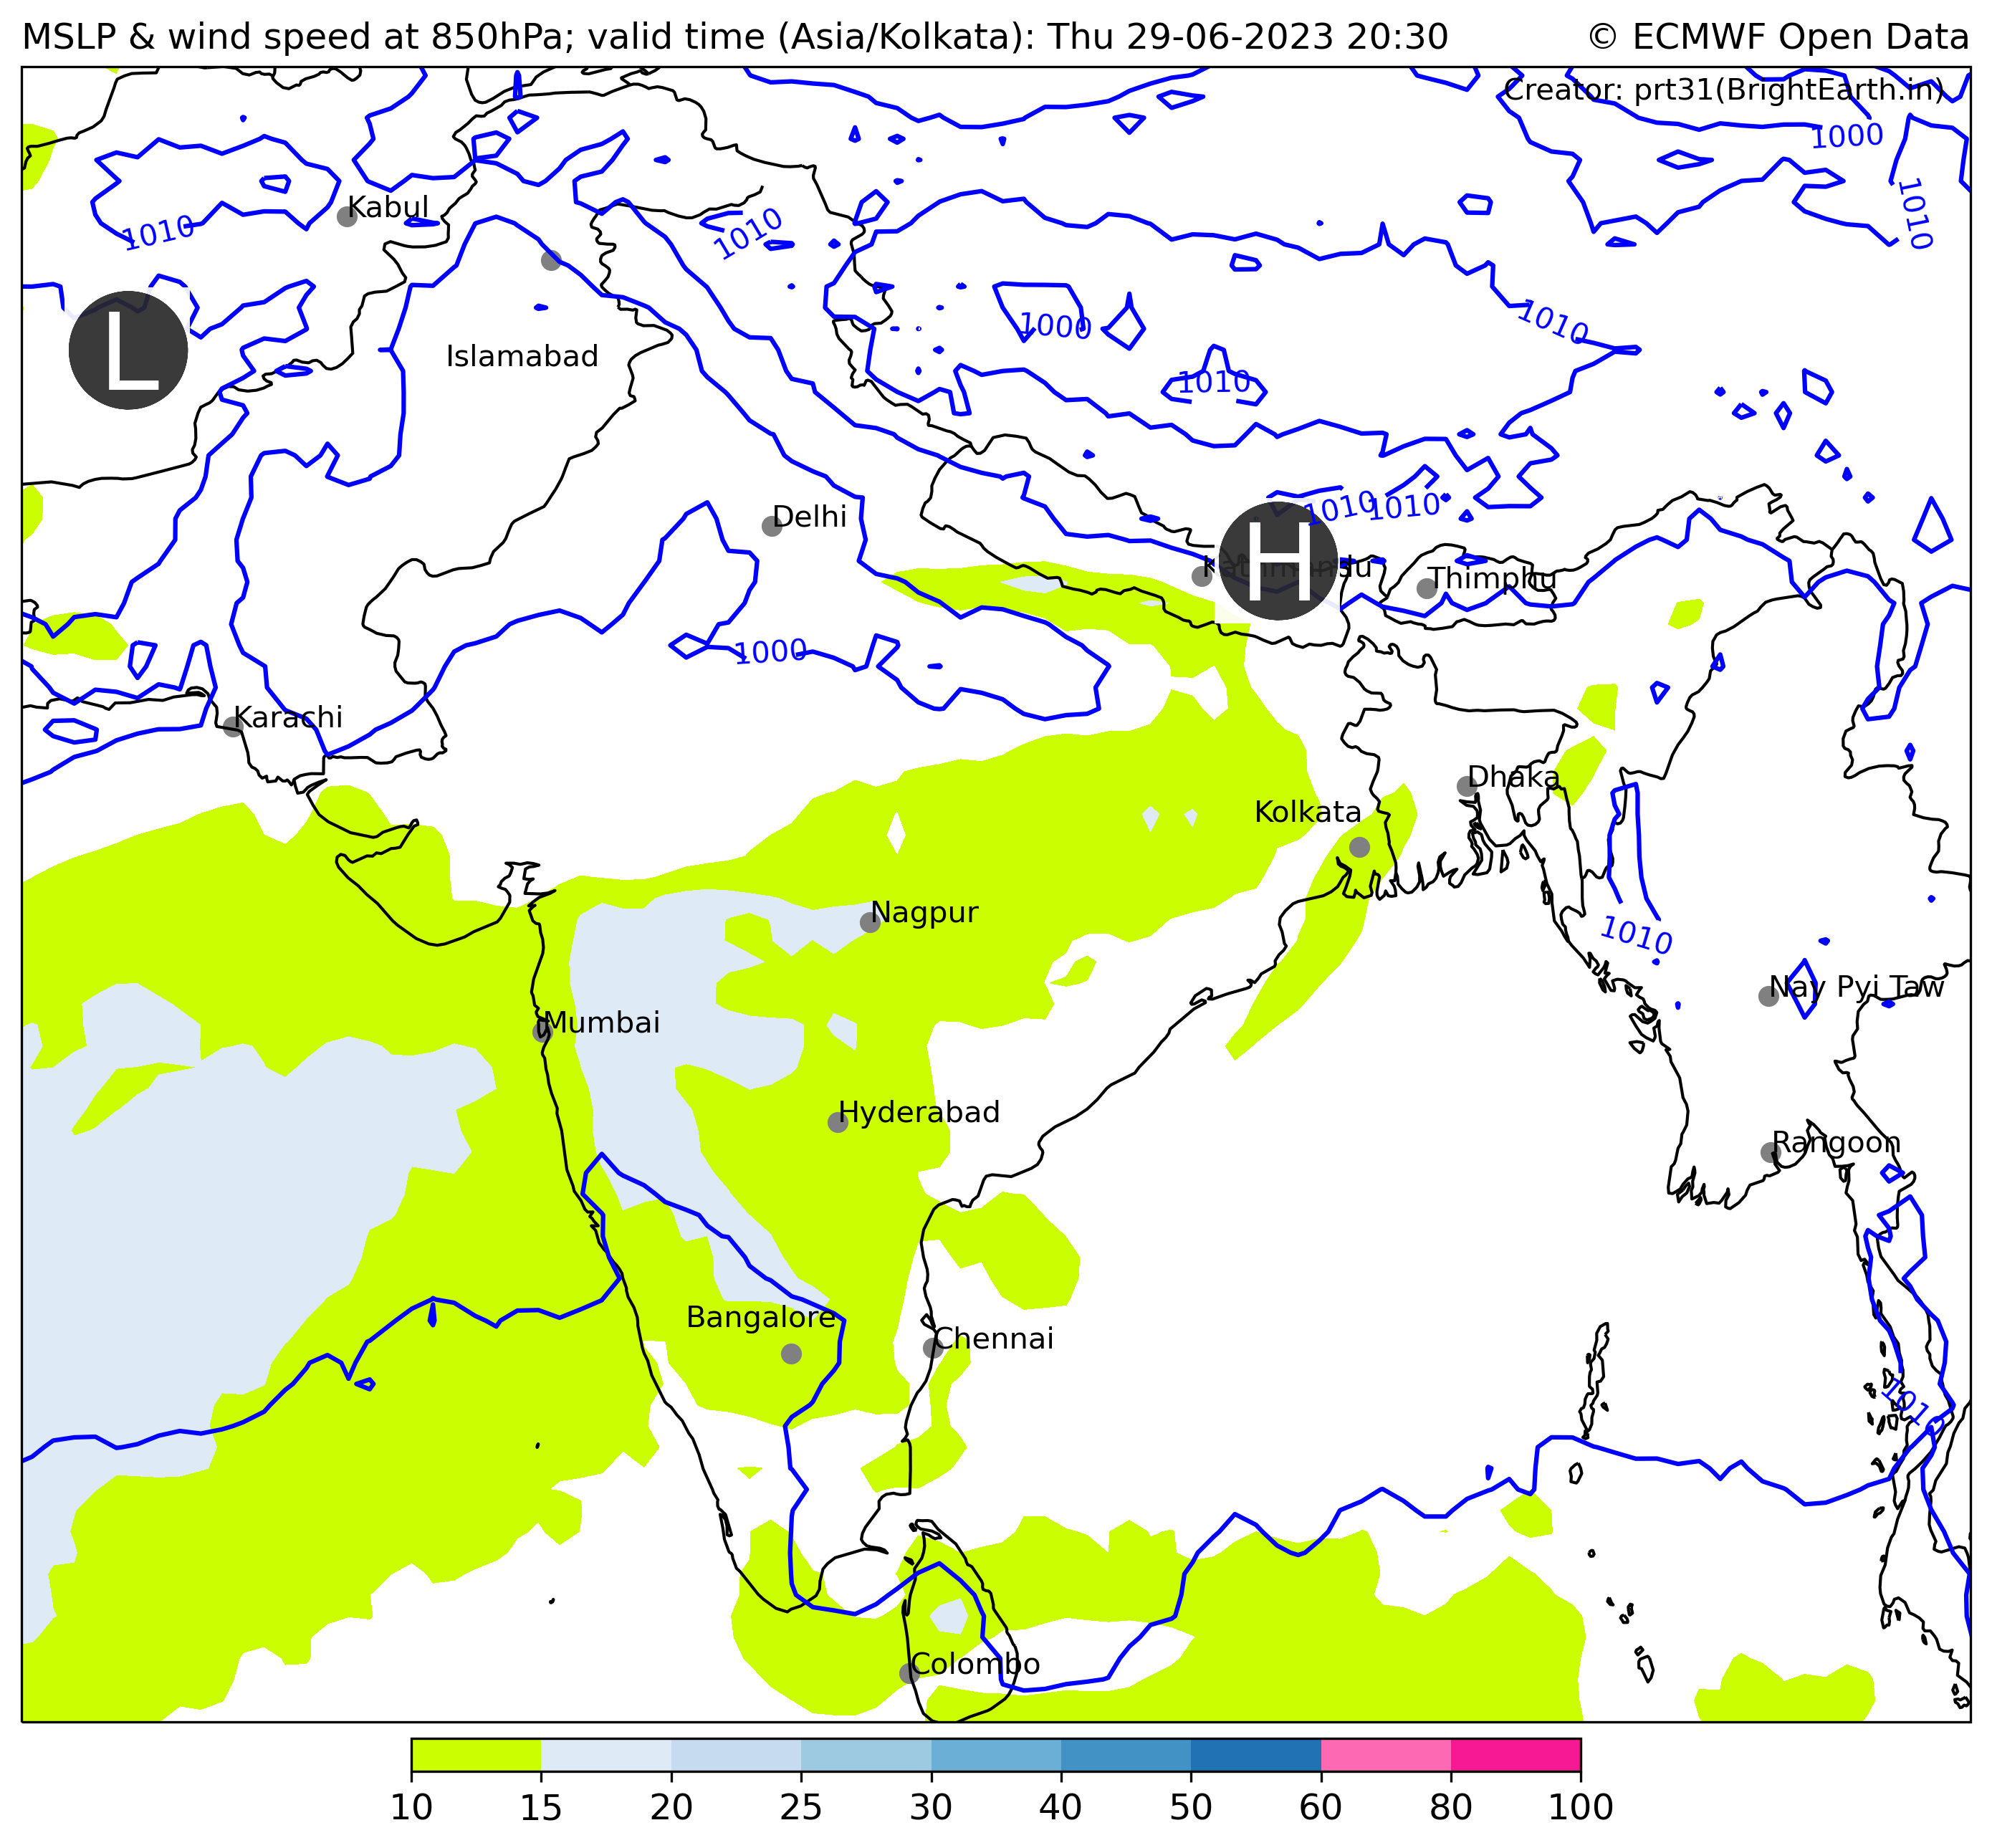 MSLP & wind speed at 850hPa; valid time (Asia/Kolkata): Thu 29-06-2023 20:30
© ECMWF Open Data
Creator: prt31(BrightEarth.in)
1000
1010
Kabul
1010
1010
L
1000
1010
Islamabad
1010
1010
1010
Delhi
H
Kathmandu
Thimphu
1000
Karachi
Dhaka
Kolkata
Nagpur
1010
Nay Pyi Taw
Mumbai
Hyderabad
Rangoon
Bangalore
Chennai
1010
Colombo
10 15 20 25 30 40 50 60 80 100